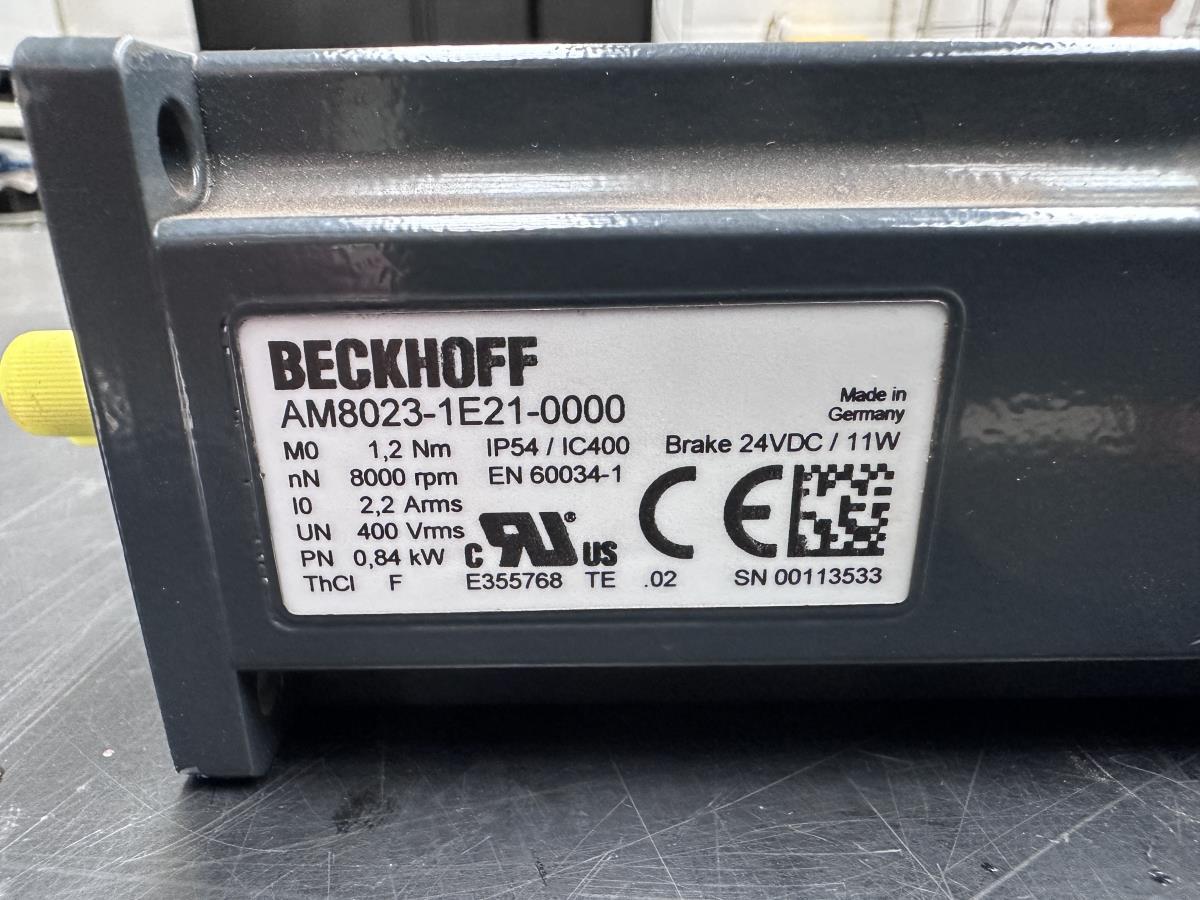 BECKHOFF
AM8023-1E21-0000
Made in
Germany
M0 1,2 Nm IP54 / IC400 Brake 24VDC / 11W
nN 8000 rpm EN 60034-1
I0 2,2 Arms
UN 400 Vrms
PN 0,84 kW
C RU ® US
CE
ThCl F E355768 TE .02 SN 00113533